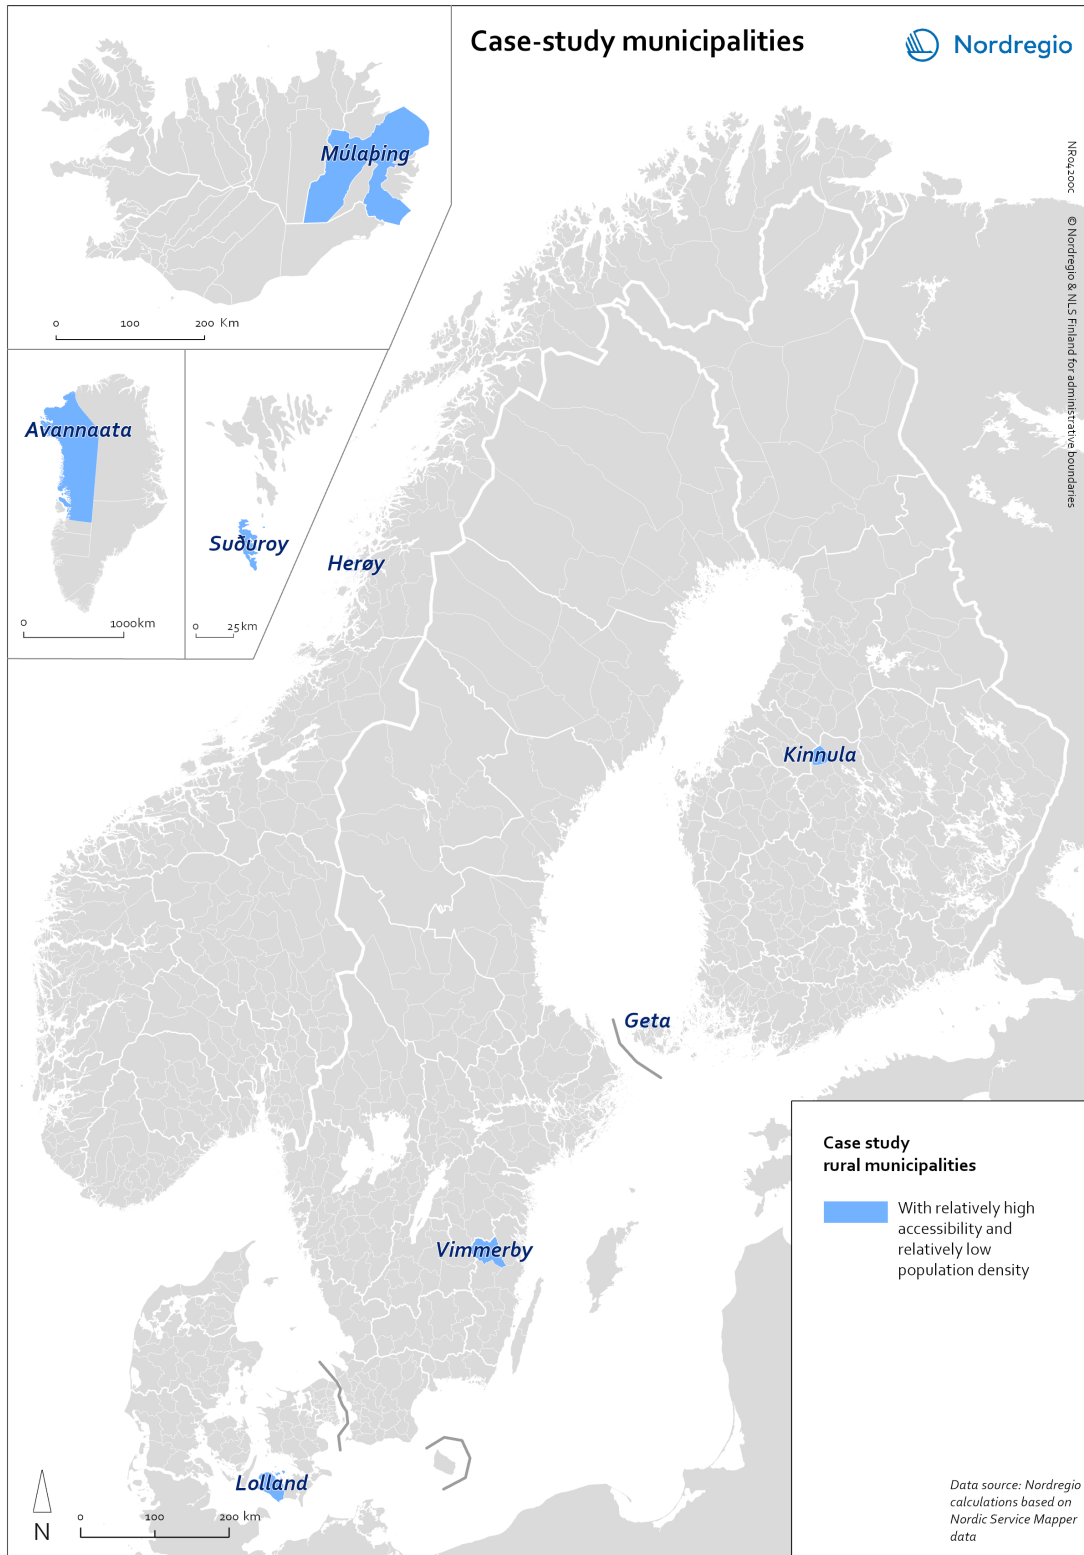 Case-study municipalities
Nordregio
NR04200c © Nordregio & NLS Finland for administrative boundaries
Múlaþing
0 100 200 Km
Avannaata
0 1000km
Suðuroy
0 25km
Herøy
Kinnula
Geta
Vimmerby
Lolland
Case study
rural municipalities
With relatively high
accessibility and
relatively low
population density
N
0 100 200 km
Data source: Nordregio
calculations based on
Nordic Service Mapper
data